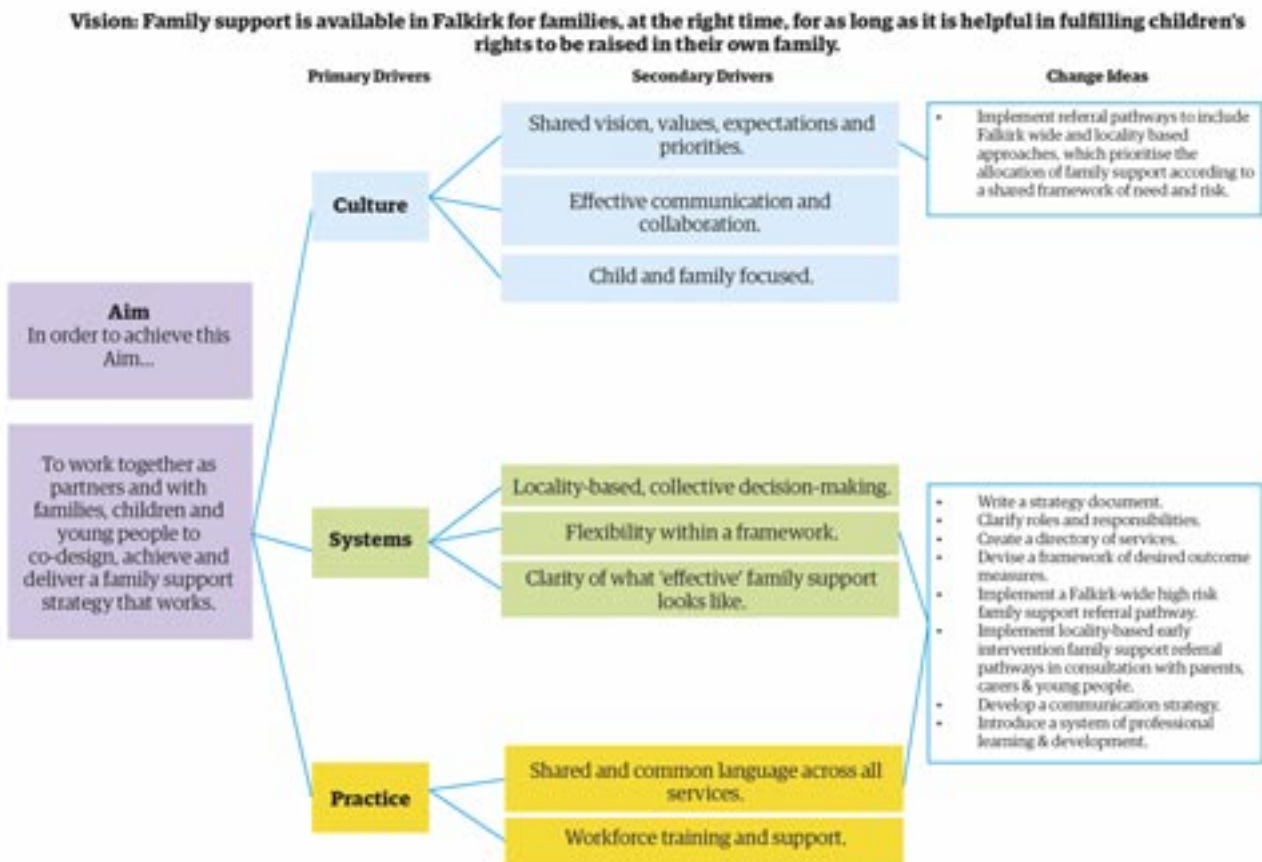 Vision: Family support is available in Falkirk for families, at the right time, for as long as it is helpful in fulfilling children's
rights to be raised in their own family.
Primary Drivers
Secondary Drivers
Change Ideas
Aim
In order to achieve this
Aim...
To work together as
partners and with
families, children and
young people to
co-design, achieve and
deliver a family support
strategy that works.
Culture
Shared vision, values, expectations and
priorities.
Effective communication and
collaboration.
Child and family focused.
• Implement referral pathways to include
Falkirk wide and locality based
approaches, which prioritise the
allocation of family support according to
a shared framework of need and risk.
Systems
Locality-based, collective decision-making.
Flexibility within a framework.
Clarity of what 'effective' family support
looks like.
• Write a strategy document.
• Clarify roles and responsibilities.
• Create a directory of services.
• Devise a framework of desired outcome
measures.
• Implement a Falkirk-wide high risk
family support referral pathway.
• Implement locality-based early
intervention family support referral
pathways in consultation with parents,
carers & young people.
• Develop a communication strategy.
• Introduce a system of professional
learning & development.
Practice
Shared and common language across all
services.
Workforce training and support.